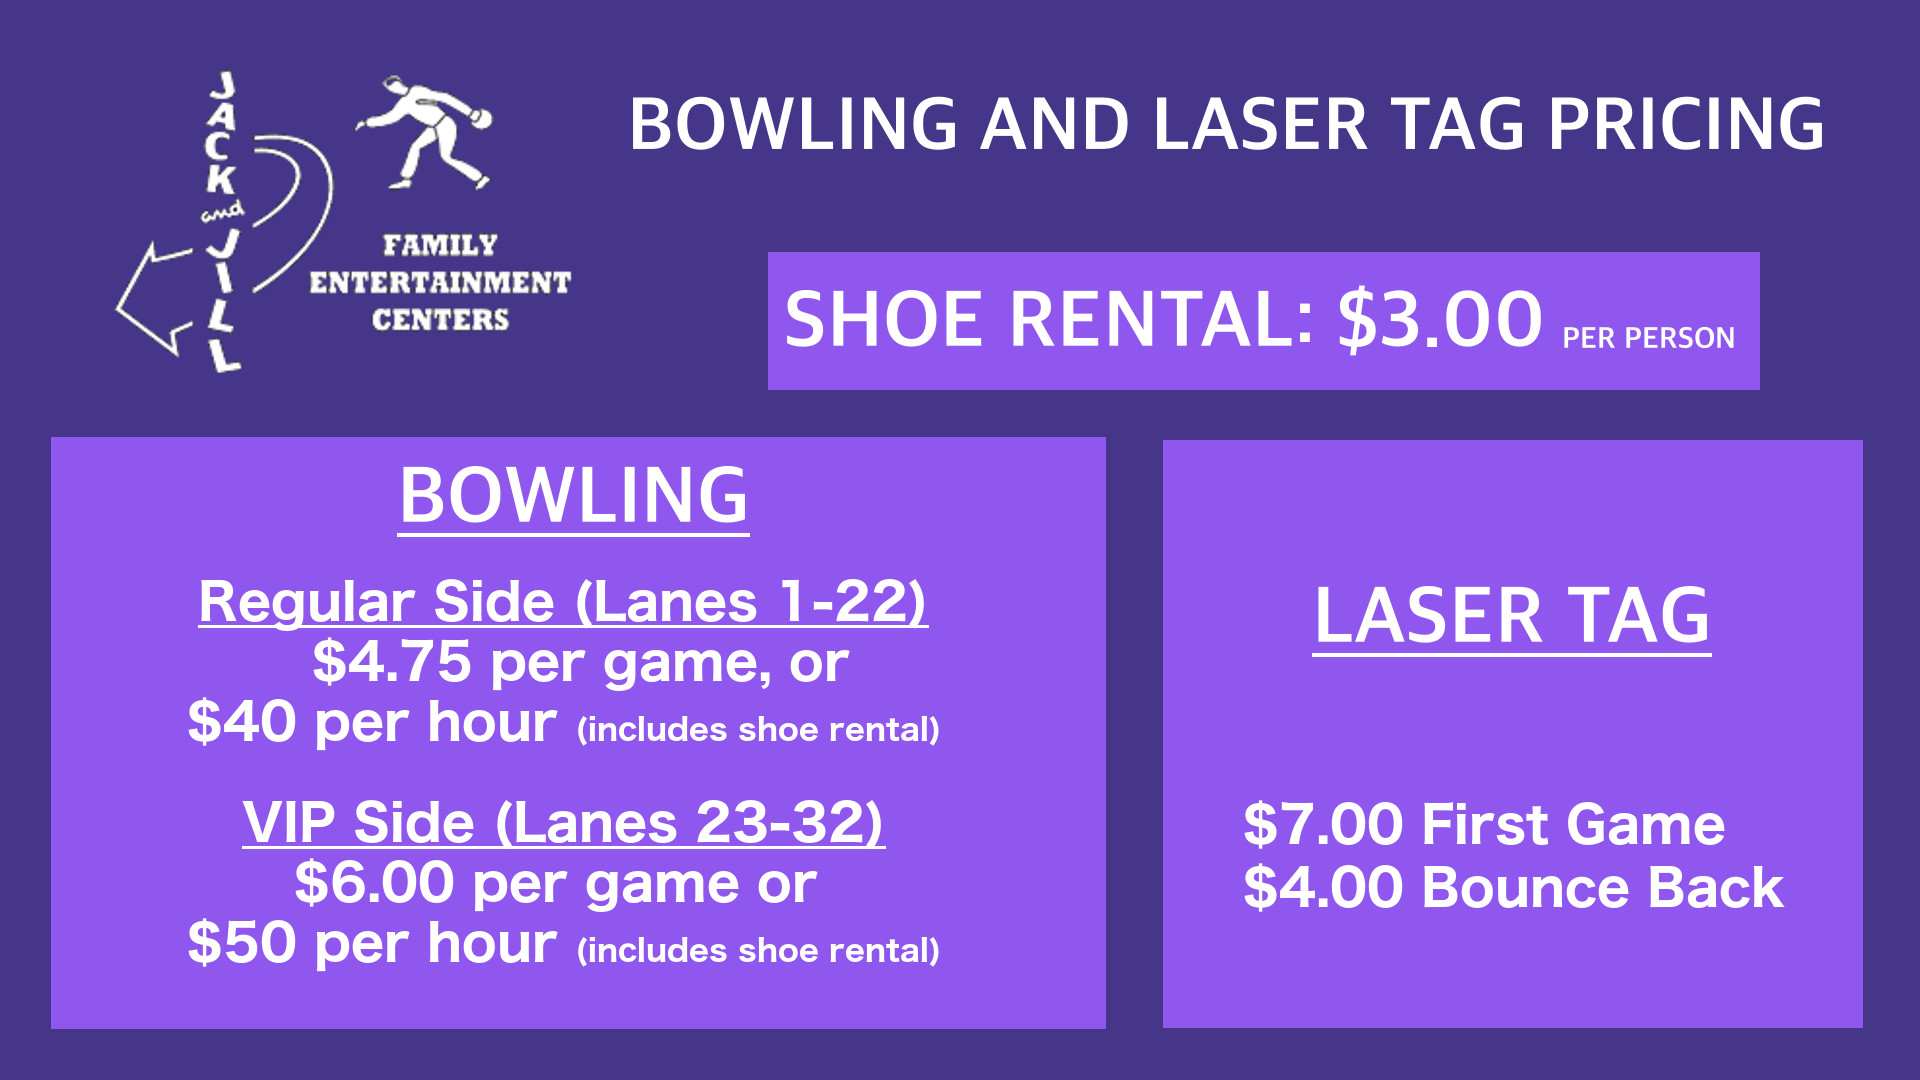 JACK
and
JILL
FAMILY
ENTERTAINMENT
CENTERS
BOWLING AND LASER TAG PRICING
SHOE RENTAL: $3.00 PER PERSON
BOWLING
Regular Side (Lanes 1-22)
$4.75 per game, or
$40 per hour (includes shoe rental)
VIP Side (Lanes 23-32)
$6.00 per game or
$50 per hour (includes shoe rental)
LASER TAG
$7.00 First Game
$4.00 Bounce Back